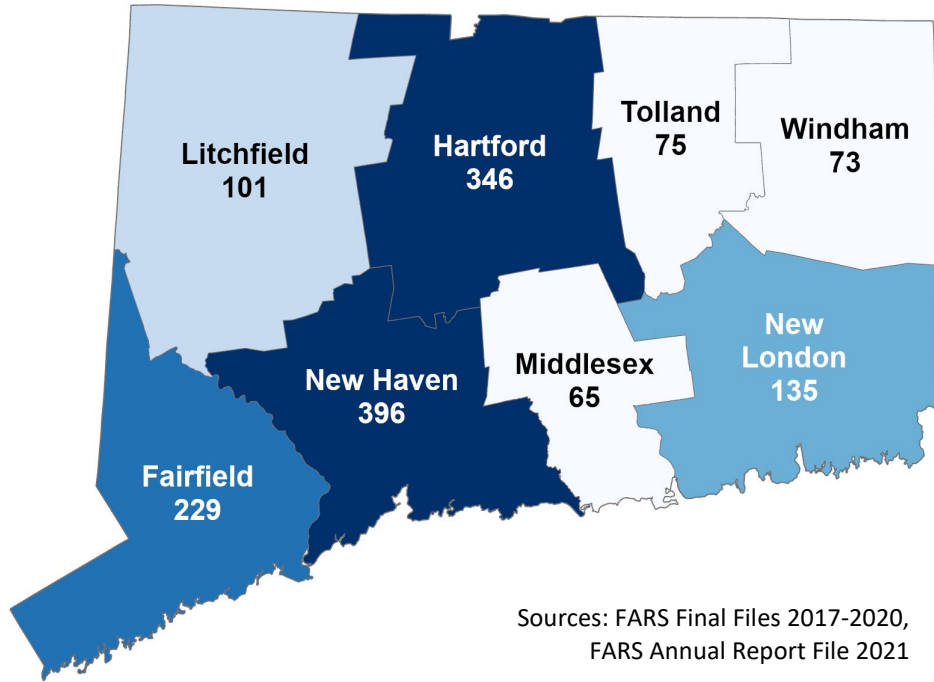 Litchfield
101
Hartford
346
Tolland
75
Windham
73
New Haven
396
Middlesex
65
New
London
135
Fairfield
229
Sources: FARS Final Files 2017-2020,
FARS Annual Report File 2021